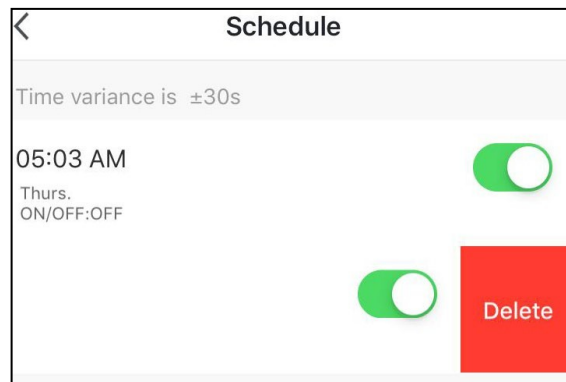 Schedule
Time variance is ±30s
05:03 AM
Thurs.
ON/OFF:OFF
Delete